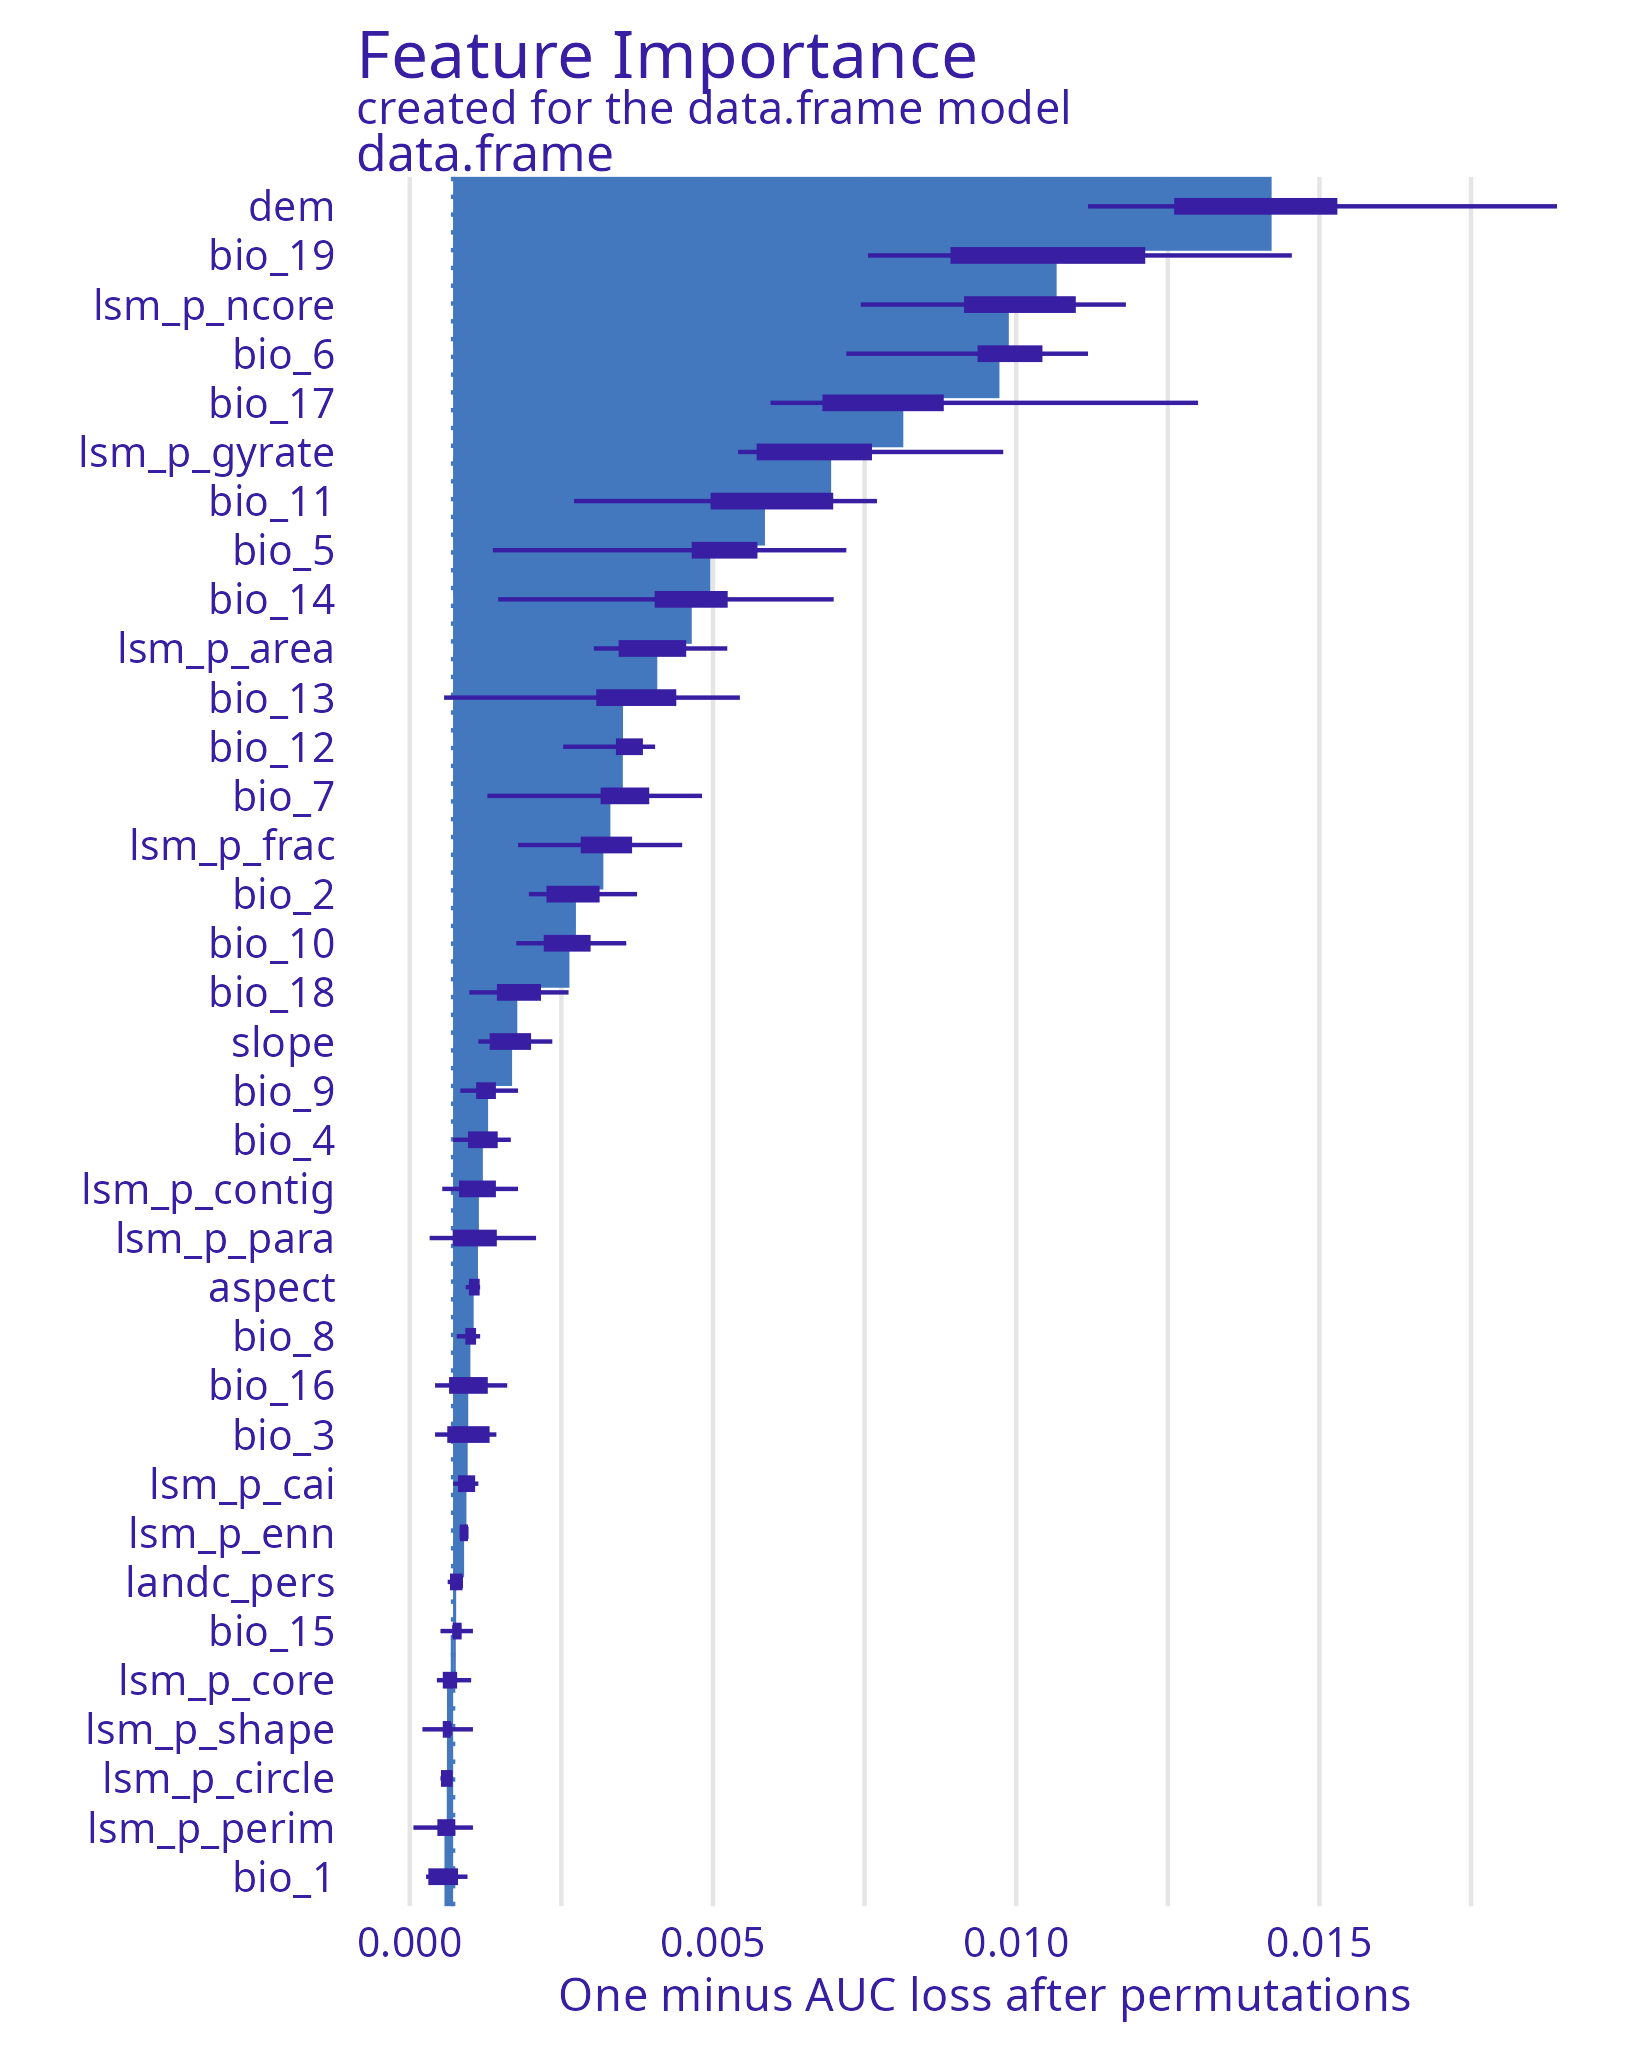 Feature Importance
created for the data.frame model
data.frame
dem
bio_19
lsm_p_ncore
bio_6
bio_17
lsm_p_gyrate
bio_11
bio_5
bio_14
lsm_p_area
bio_13
bio_12
bio_7
lsm_p_frac
bio_2
bio_10
bio_18
slope
bio_9
bio_4
lsm_p_contig
lsm_p_para
aspect
bio_8
bio_16
bio_3
lsm_p_cai
lsm_p_enn
landc_pers
bio_15
lsm_p_core
lsm_p_shape
lsm_p_circle
lsm_p_perim
bio_1
0.000 0.005 0.010 0.015
One minus AUC loss after permutations